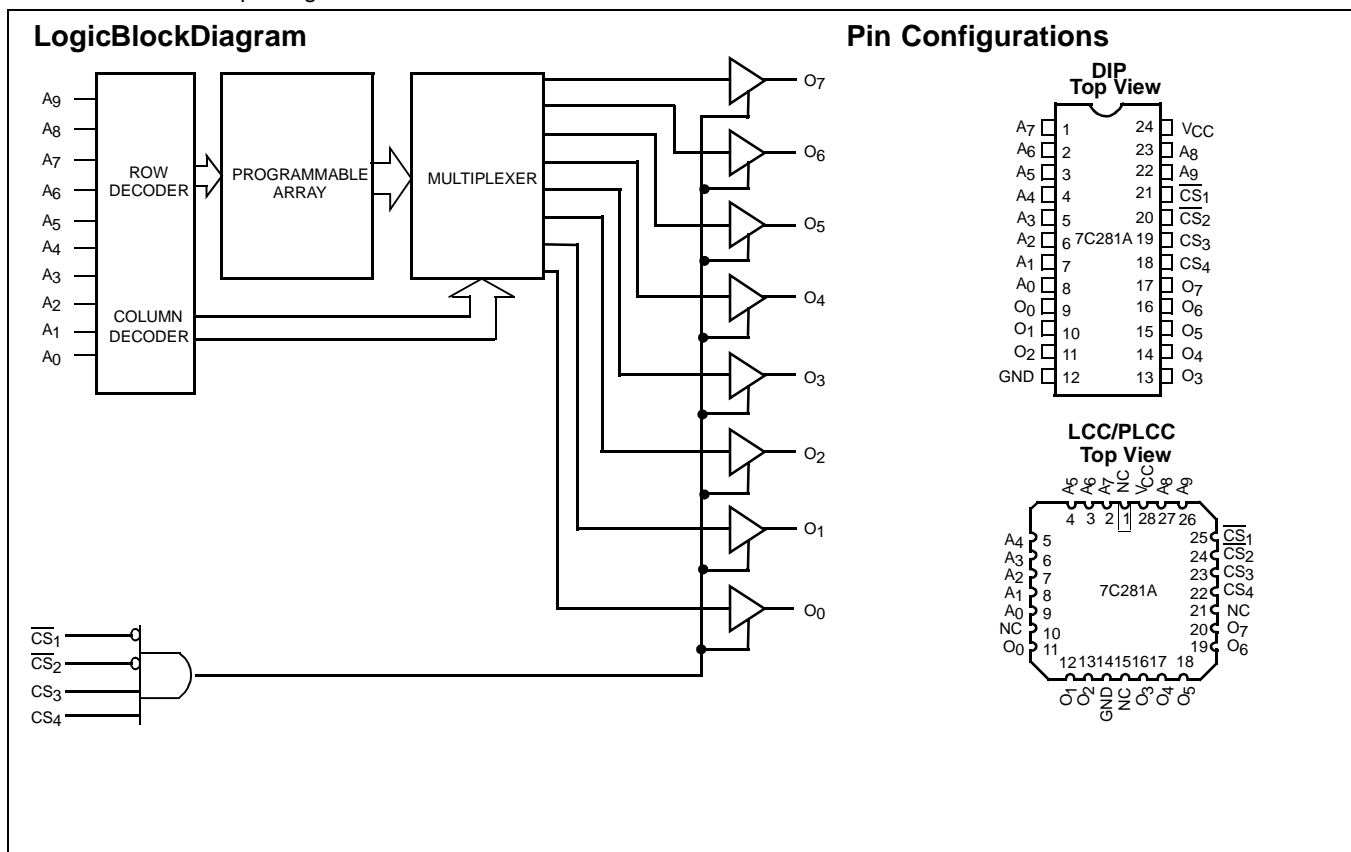 LogicBlockDiagram
A9
A8
A7
A6
A5
A4
A3
A2
A1
A0
ROW
DECODER
COLUMN
DECODER
PROGRAMMABLE
ARRAY
MULTIPLEXER
O7
O6
O5
O4
O3
O2
O1
O0
CS1
CS2
CS3
CS4
Pin Configurations
DIP
Top View
A7 1 24 VCC
A6 2 23 A8
A5 3 22 A9
A4 4 21 CS1
A3 5 20 CS2
A2 6 7C281A 19 CS3
A1 7 18 CS4
A0 8 17 O7
O0 9 16 O6
O1 10 15 O5
O2 11 14 O4
GND 12 13 O3
LCC/PLCC
Top View
A5 A6 A7 NC VCC A8 A9
4 3 2 1 28 27 26
A4 5 25 CS1
A3 6 24 CS2
A2 7 23 CS3
A1 8 7C281A 22 CS4
A0 9 21 NC
NC 10 20 O7
O0 11 19 O6
12 13 14 15 16 17 18
O1 O2 GND NC O3 O4 O5